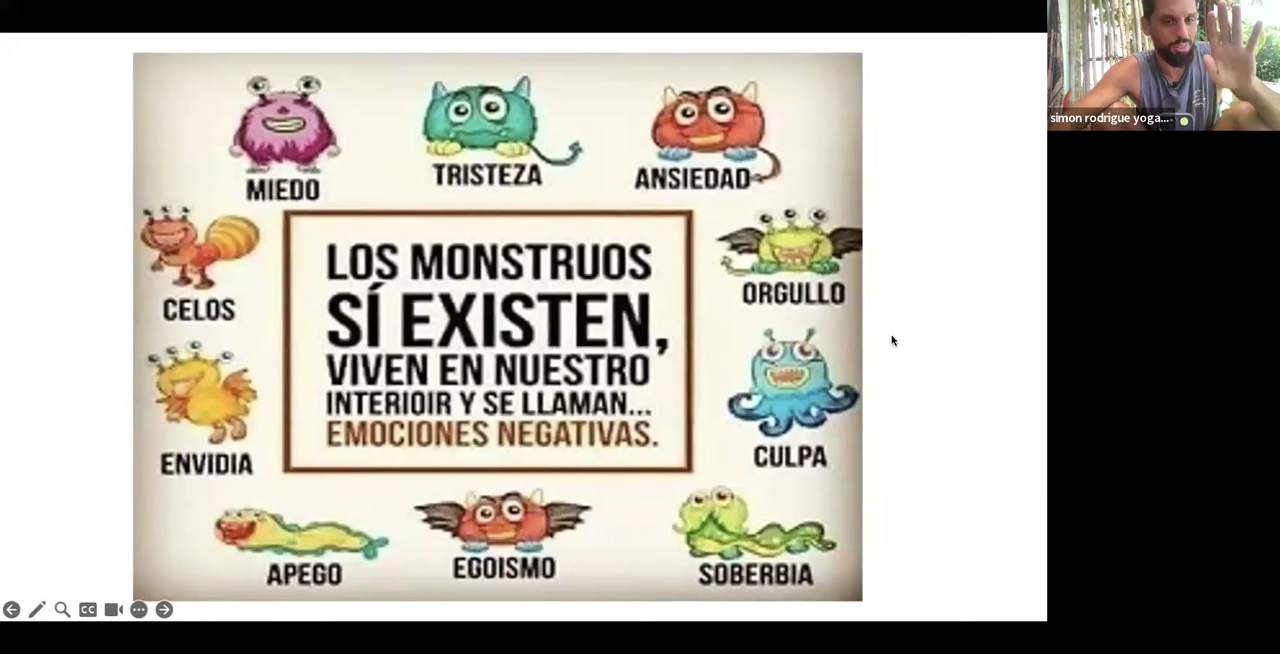 MIEDO
TRISTEZA
ANSIEDAD
CELOS
LOS MONSTRUOS
SÍ EXISTEN,
VIVEN EN NUESTRO
INTERIOIR Y SE LLAMAN...
EMOCIONES NEGATIVAS.
ORGULLO
ENVIDIA
CULPA
APEGO
EGOISMO
SOBERBIA
simon rodrigue yoga...
CC